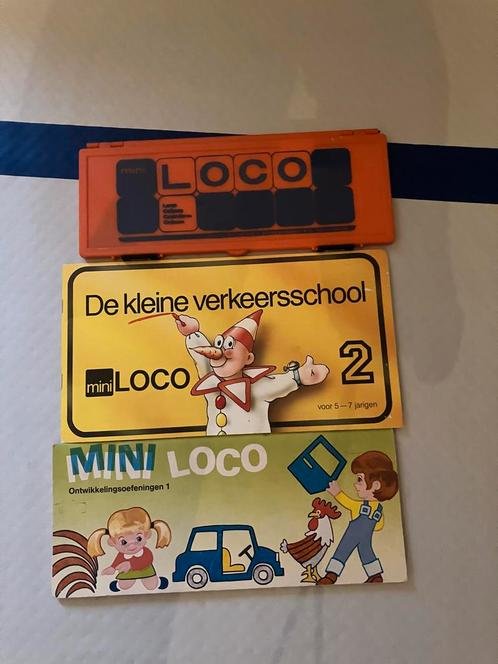 mini LOCO
De kleine verkeersschool
mini LOCO
2
voor 5 – 7 jarigen
MINI LOCO
Ontwikkelingsoefeningen 1